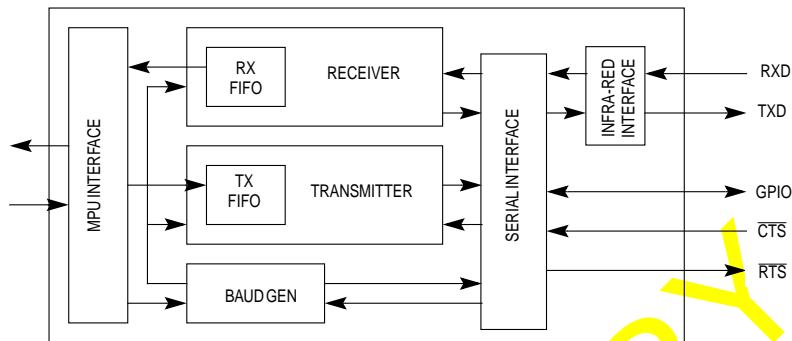 MPU INTERFACE
RX
FIFO
RECEIVER
TX
FIFO
TRANSMITTER
BAUD GEN
SERIAL INTERFACE
INFRA-RED
INTERFACE
RXD
TXD
GPIO
CTS
RTS